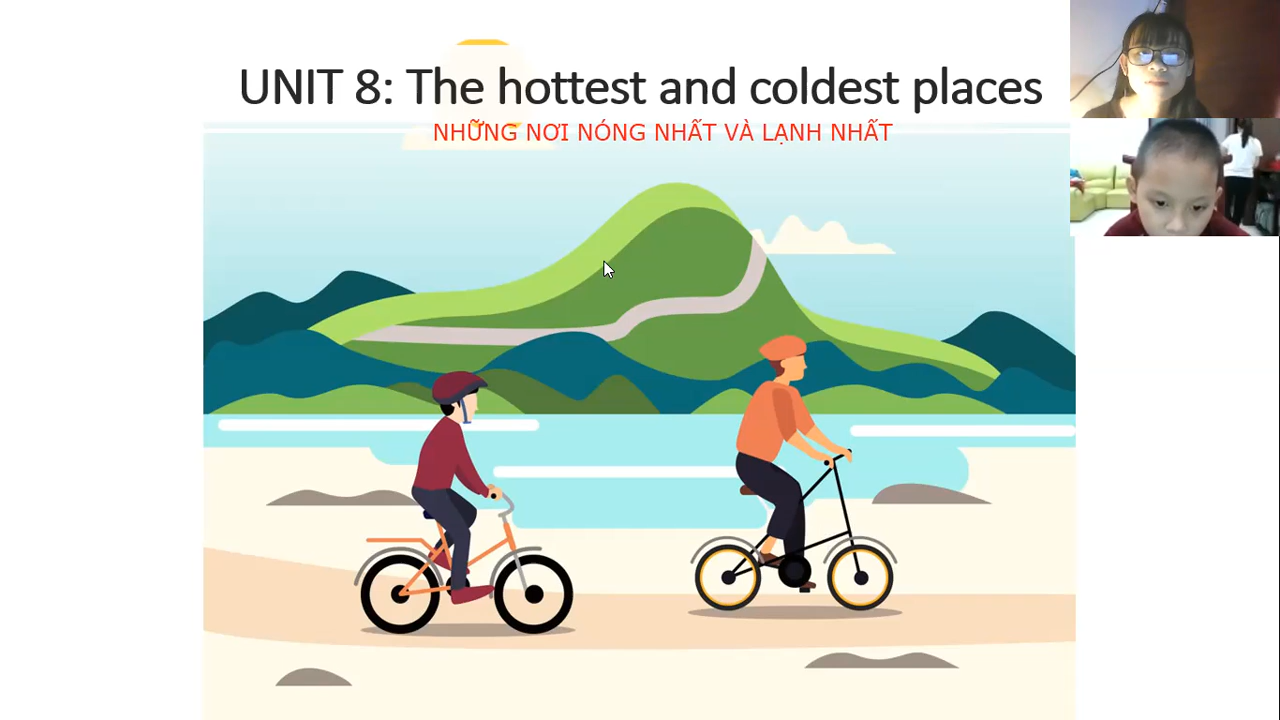 UNIT 8: The hottest and coldest places
NHỮNG NƠI NÓNG NHẤT VÀ LẠNH NHẤT